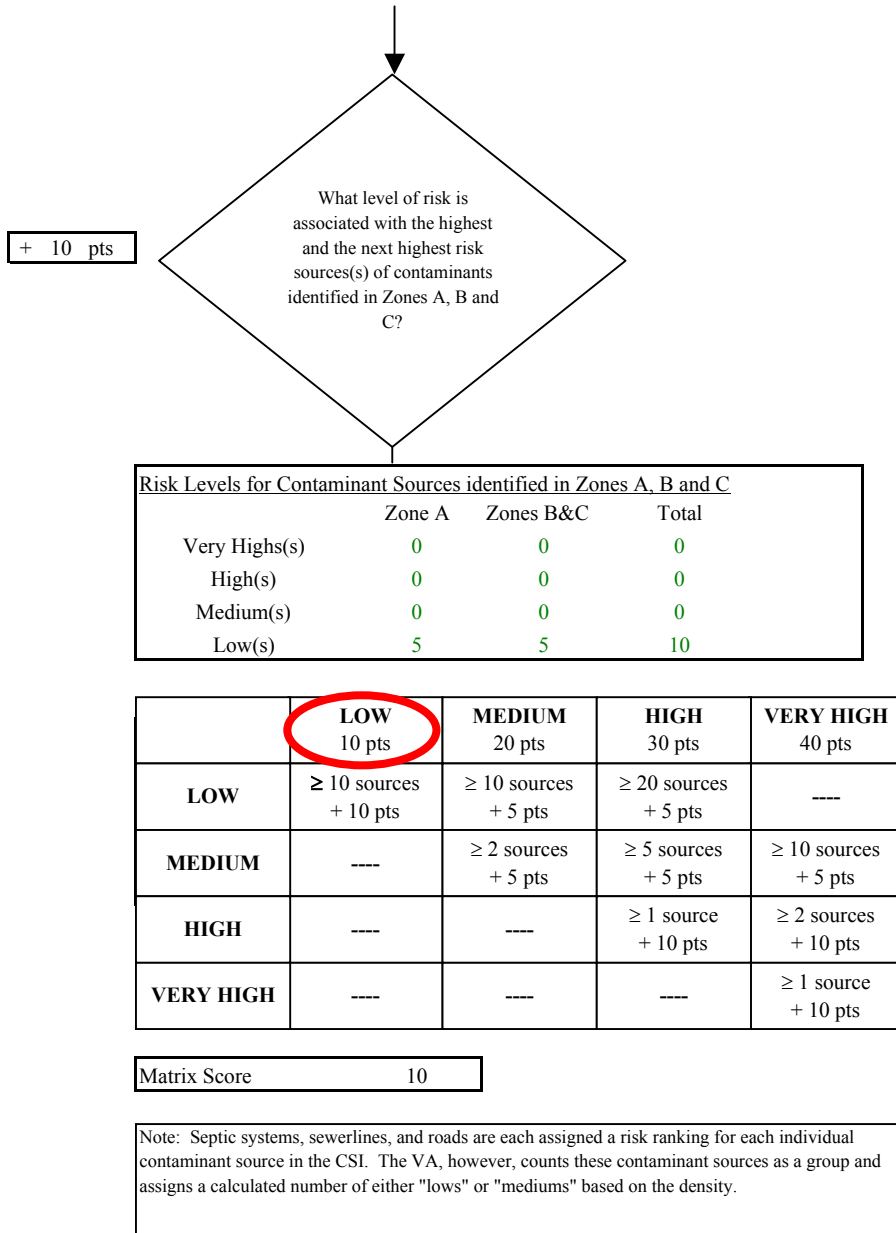 What level of risk is
associated with the highest
and the next highest risk
sources(s) of contaminants
identified in Zones A, B and
C?
+ 10 pts
Risk Levels for Contaminant Sources identified in Zones A, B and C
Zone A Zones B&C Total
Very Highs(s) 0 0 0
High(s) 0 0 0
Medium(s) 0 0 0
Low(s) 5 5 10
LOW MEDIUM HIGH VERY HIGH
10 pts 20 pts 30 pts 40 pts
LOW ≥ 10 sources ≥ 10 sources ≥ 20 sources ----
+ 10 pts + 5 pts + 5 pts
MEDIUM ---- ≥ 2 sources ≥ 5 sources ≥ 10 sources
+ 5 pts + 5 pts + 5 pts
HIGH ---- ---- ≥ 1 source ≥ 2 sources
+ 10 pts + 10 pts
VERY HIGH ---- ---- ---- ≥ 1 source
+ 10 pts
Matrix Score 10
Note: Septic systems, sewerlines, and roads are each assigned a risk ranking for each individual
contaminant source in the CSI. The VA, however, counts these contaminant sources as a group and
assigns a calculated number of either "lows" or "mediums" based on the density.